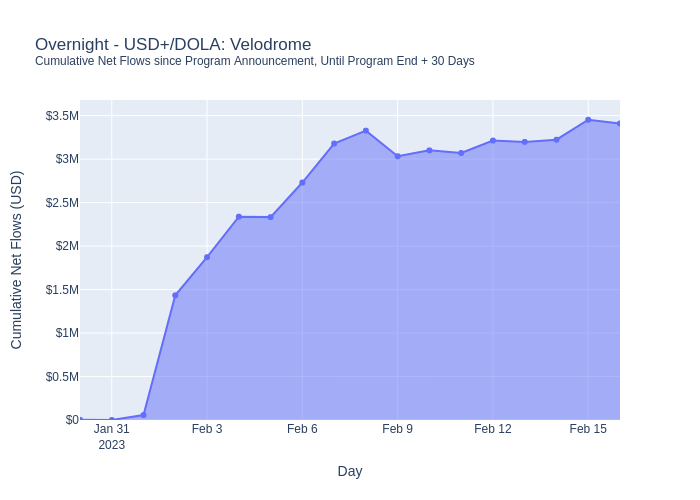 Overnight - USD+/DOLA: Velodrome
Cumulative Net Flows since Program Announcement, Until Program End + 30 Days
Cumulative Net Flows (USD)
$3.5M
$3M
$2.5M
$2M
$1.5M
$1M
$0.5M
$0
Jan 31 Feb 3 Feb 6 Feb 9 Feb 12 Feb 15
2023
Day